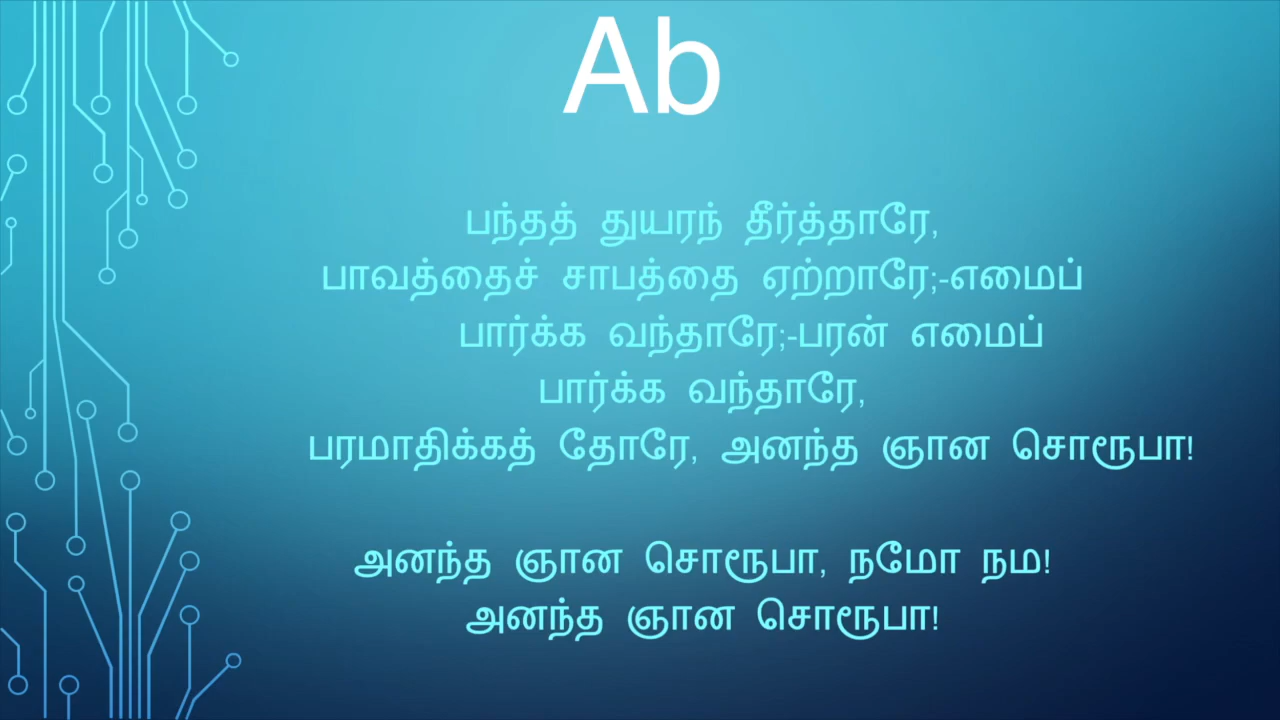 Ab
பந்தத் துயரந் தீர்த்தாரே,
பாவத்தைச் சாபத்தை ஏற்றாரே;-எமைப்
பார்க்க வந்தாரே;-பரன் எமைப்
பார்க்க வந்தாரே,
பரமாதிக்கத் தோரே, அனந்த ஞான சொரூபா!
அனந்த ஞான சொரூபா, நமோ நம!
அனந்த ஞான சொரூபா!